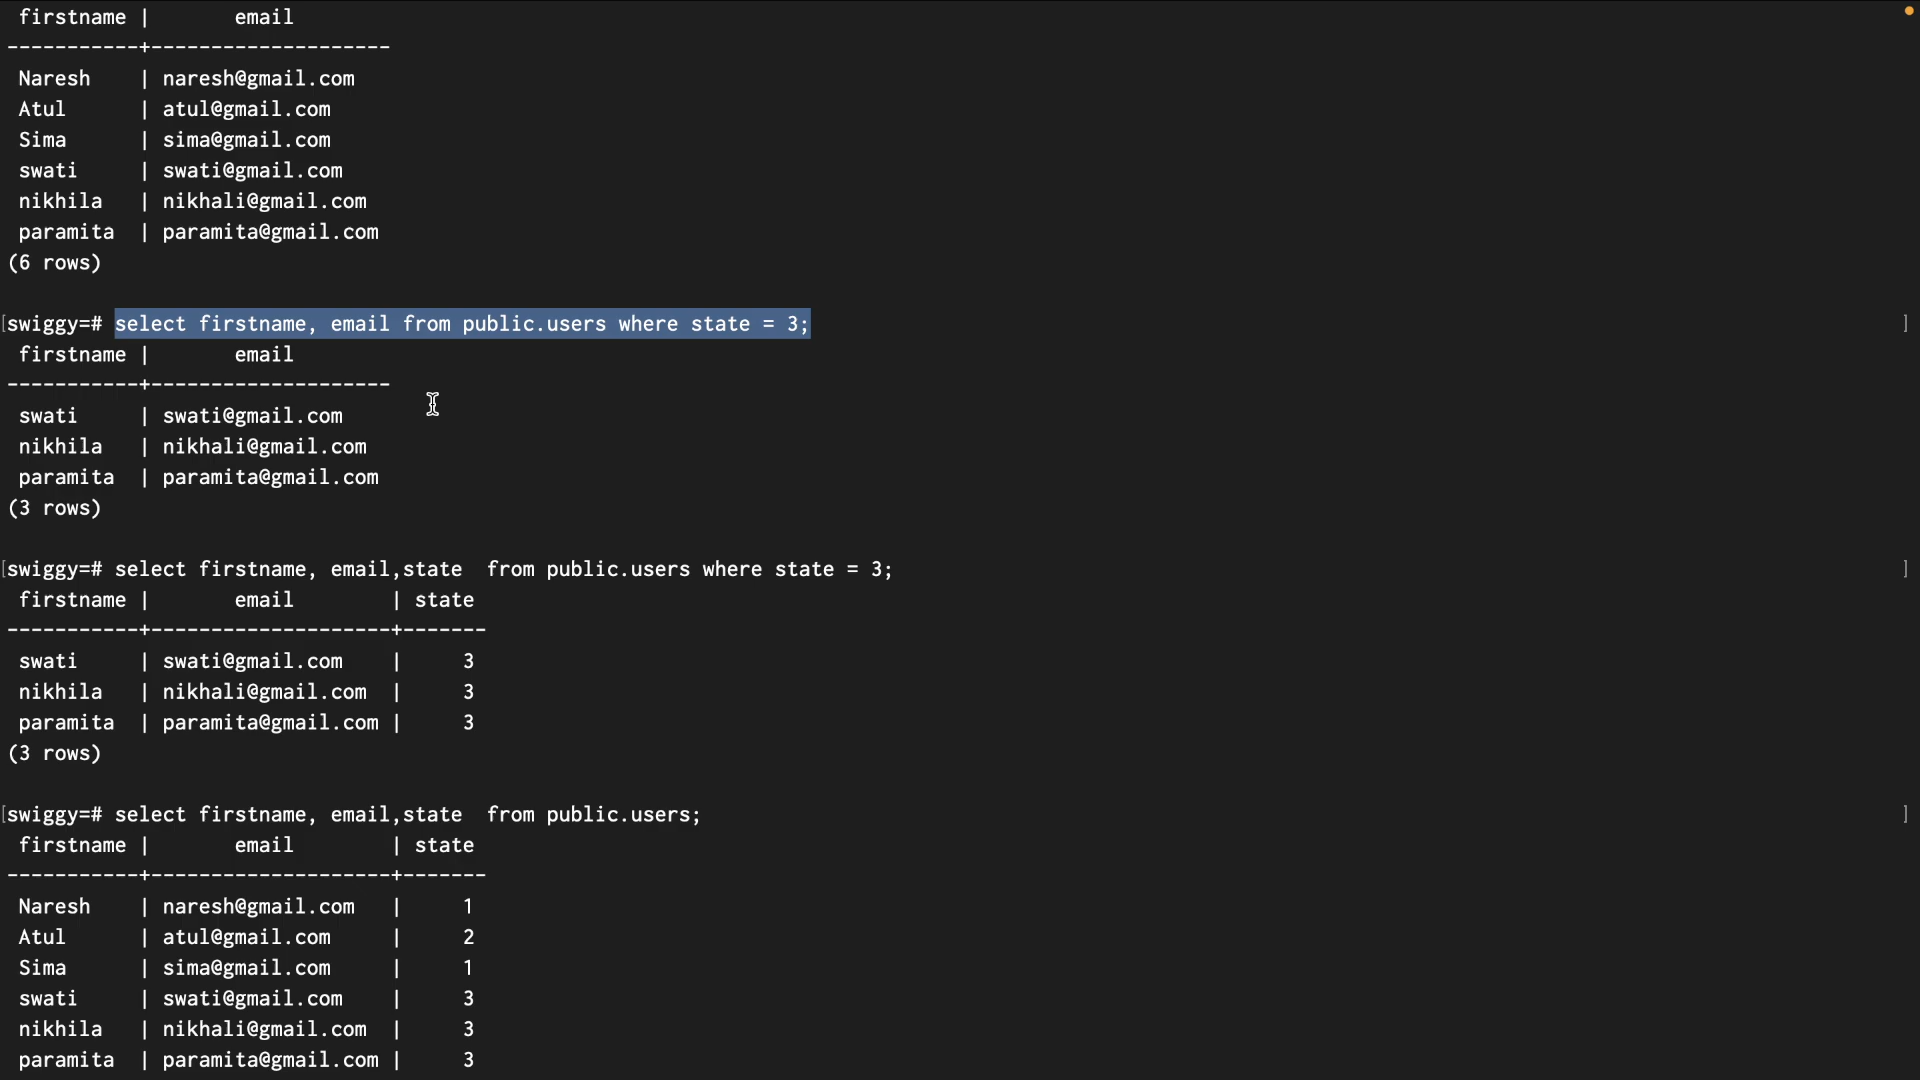 firstname |       email
-----------+--------------------
 Naresh    | naresh@gmail.com
 Atul      | atul@gmail.com
 Sima      | sima@gmail.com
 swati     | swati@gmail.com
 nikhila   | nikhali@gmail.com
 paramita  | paramita@gmail.com
(6 rows)

[swiggy=# select firstname, email from public.users where state = 3; ]
 firstname |       email
-----------+--------------------
 swati     | swati@gmail.com
 nikhila   | nikhali@gmail.com
 paramita  | paramita@gmail.com
(3 rows)

[swiggy=# select firstname, email,state  from public.users where state = 3; ]
 firstname |       email        | state
-----------+--------------------+-------
 swati     | swati@gmail.com    |     3
 nikhila   | nikhali@gmail.com  |     3
 paramita  | paramita@gmail.com |     3
(3 rows)

[swiggy=# select firstname, email,state  from public.users; ]
 firstname |       email        | state
-----------+--------------------+-------
 Naresh    | naresh@gmail.com   |     1
 Atul      | atul@gmail.com     |     2
 Sima      | sima@gmail.com     |     1
 swati     | swati@gmail.com    |     3
 nikhila   | nikhali@gmail.com  |     3
 paramita  | paramita@gmail.com |     3